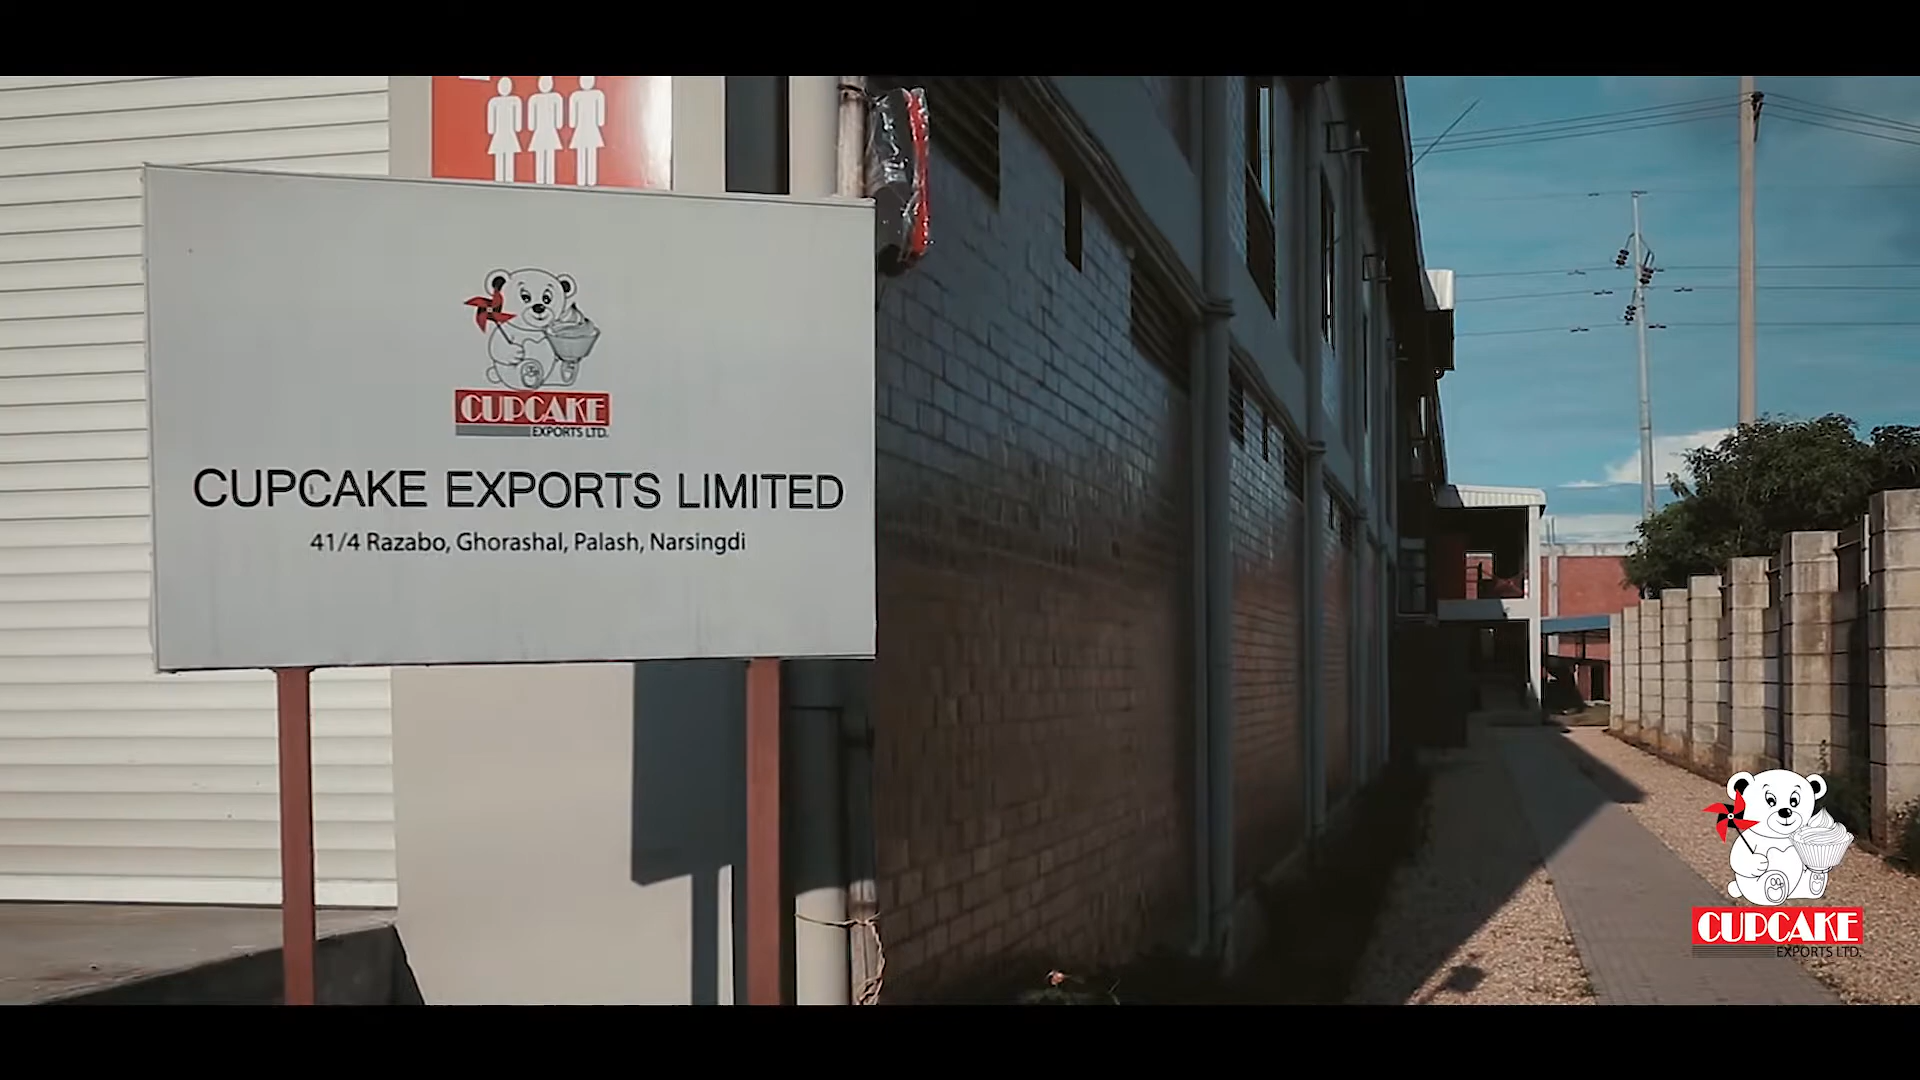 CUPCAKE
EXPORTS LTD.
CUPCAKE EXPORTS LIMITED
41/4 Razabo, Ghorashal, Palash, Narsingdi
CUPCAKE
EXPORTS LTD.